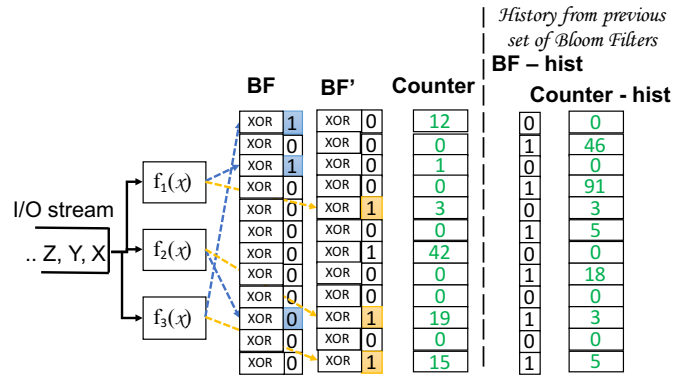 History from previous
set of Bloom Filters
BF – hist
BF BF’ Counter
Counter - hist
XOR 1 XOR 0 12 0 0
XOR 0 XOR 0 0 1 46
XOR 1 XOR 0 1 0 0
f₁(x) XOR 0 XOR 0 0 1 91
I/O stream XOR 0 XOR 1 3 0 3
XOR 0 XOR 0 0 1 5
.. Z, Y, X f₂(x) XOR 0 XOR 1 42 0 0
XOR 0 XOR 0 0 1 18
XOR 0 XOR 0 0 0 0
f₃(x) XOR 0 XOR 1 19 1 3
XOR 0 XOR 0 0 0 0
XOR 0 XOR 1 15 1 5